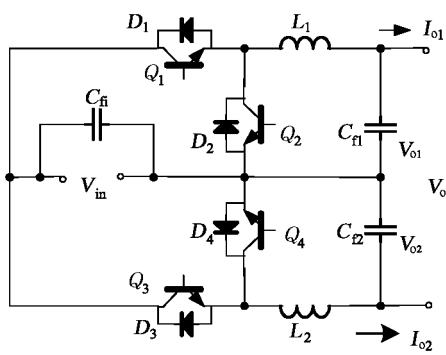 D1 L1 Io1
Q1
Cfi
D2 Q2 Cf1 Vo1
Vin Vo
D4 Q4 Cf2 Vo2
Q3
D3 L2 Io2